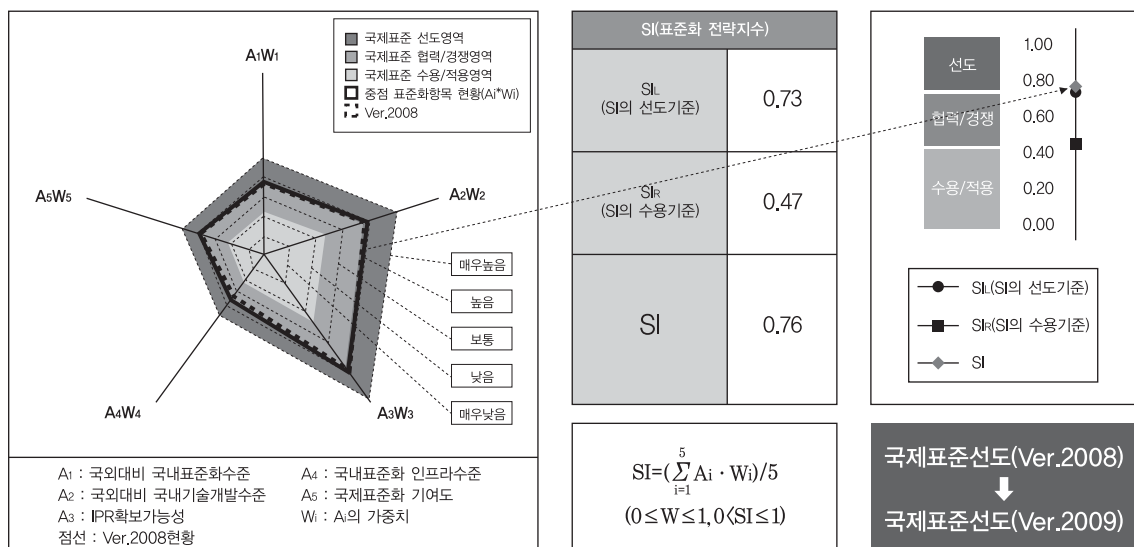 국제표준 선도영역
국제표준 협력/경쟁영역
국제표준 수용/적용영역
중점 표준화항목 현황(Ai*Wi)
Ver.2008
A1W1
A2W2
A3W3
A4W4
A5W5
매우높음
높음
보통
낮음
매우낮음
A1 : 국외대비 국내표준화수준
A2 : 국외대비 국내기술개발수준
A3 : IPR확보가능성
점선 : Ver.2008현황
A4 : 국내표준화 인프라수준
A5 : 국제표준화 기여도
Wi : Ai의 가중치
SI(표준화 전략지수)
SIL
(SI의 선도기준)
0.73
SIR
(SI의 수용기준)
0.47
SI
0.76
5
SI=(∑ Ai · Wi)/5
i=1
(0≤W≤1, 0<SI≤1)
선도
협력/경쟁
수용/적용
1.00
0.80
0.60
0.40
0.20
0.00
SIL(SI의 선도기준)
SIR(SI의 수용기준)
SI
국제표준선도(Ver.2008)
국제표준선도(Ver.2009)